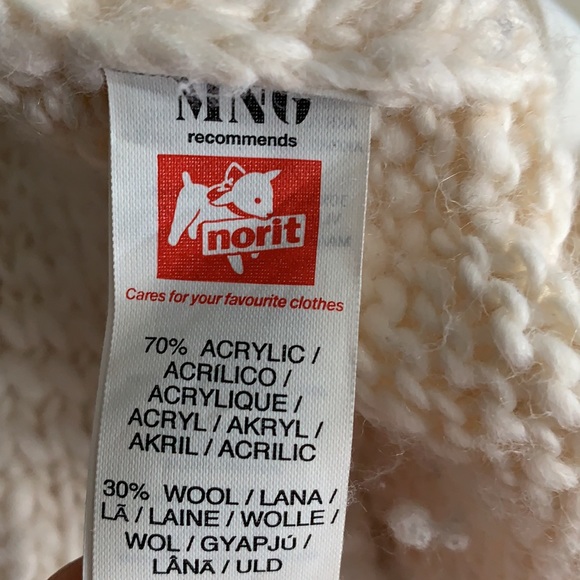 MNG
recommends
norit
Cares for your favourite clothes
70% ACRYLIC /
ACRÍLICO /
ACRYLIQUE /
ACRYL / AKRYL /
AKRIL / ACRILIC
30% WOOL / LANA /
LÃ / LAINE / WOLLE /
WOL / GYAPJÚ /
LÂNĂ / ULD